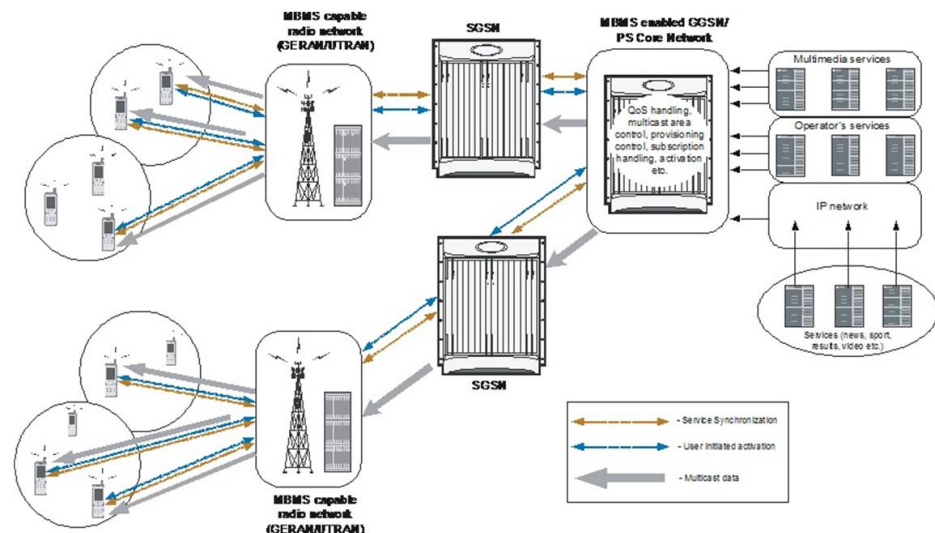 MBMS capable
radio network
(GERAN/UTRAN)
SGSN
MBMS enabled GGSN/
PS Core Network
QoS handling,
multicast area
control, provisioning
control, subscription
handling, activation
etc.
Multimedia services
Operator's services
IP network
Services (news, sport,
results, video etc.)
SGSN
MBMS capable
radio network
(GERAN/UTRAN)
- Service Synchronization
- User Initiated activation
- Multicast data